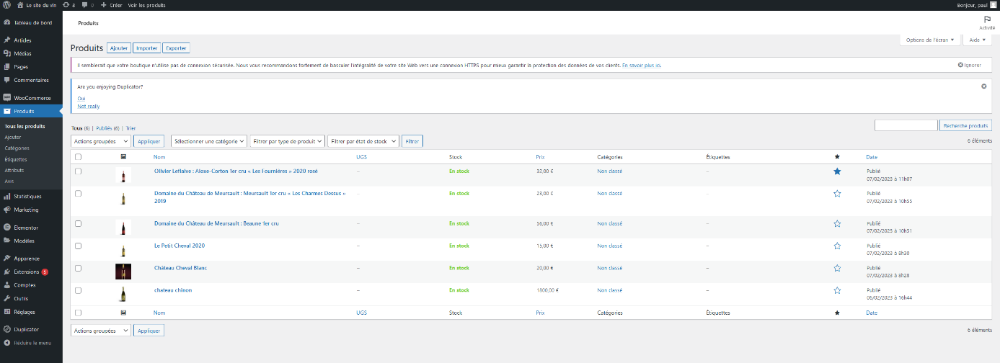 Le site du vin 8 0 Créer Voir les produits Bonjour, paul
Tableau de bord
Articles
Médias
Pages
Commentaires
WooCommerce
Produits
Tous les produits
Ajouter
Catégories
Étiquettes
Attributs
Avis
Statistiques
Marketing
Elementor
Modèles
Apparence
Extensions 5
Comptes
Outils
Réglages
Duplicator
Réduire le menu
Produits
Activité
Options de l'écran Aide
Produits Ajouter Importer Exporter
Il semblerait que votre boutique n'utilise pas de connexion sécurisée. Nous vous recommandons fortement de basculer l'intégralité de votre site Web vers une connexion HTTPS pour mieux garantir la protection des données de vos clients. En savoir plus ici. Ignorer
Are you enjoying Duplicator?
Oui
Not really
Tous (6) | Publiés (6) | Trier
Recherche produits
Actions groupées Appliquer Sélectionner une catégorie Filtrer par type de produit Filtrer par état de stock Filtrer 6 éléments
Nom UGS Stock Prix Catégories Étiquettes Date
Olivier Leflaive : Aloxe-Corton 1er cru « Les Fournières » 2020 rosé – En stock 32,00 € Non classé – Publié
07/02/2023 à 11h07
Domaine du Château de Meursault : Meursault 1er cru « Les Charmes Dessus » – En stock 23,00 € Non classé – Publié
2019 07/02/2023 à 10h55
Domaine du Château de Meursault : Beaune 1er cru – En stock 56,00 € Non classé – Publié
07/02/2023 à 10h51
Le Petit Cheval 2020 – En stock 15,00 € Non classé – Publié
07/02/2023 à 8h30
Château Cheval Blanc – En stock 20,00 € Non classé – Publié
07/02/2023 à 8h28
chateau chinon – En stock 1800,00 € Non classé – Publié
06/02/2023 à 16h44
Nom UGS Stock Prix Catégories Étiquettes Date
Actions groupées Appliquer 6 éléments